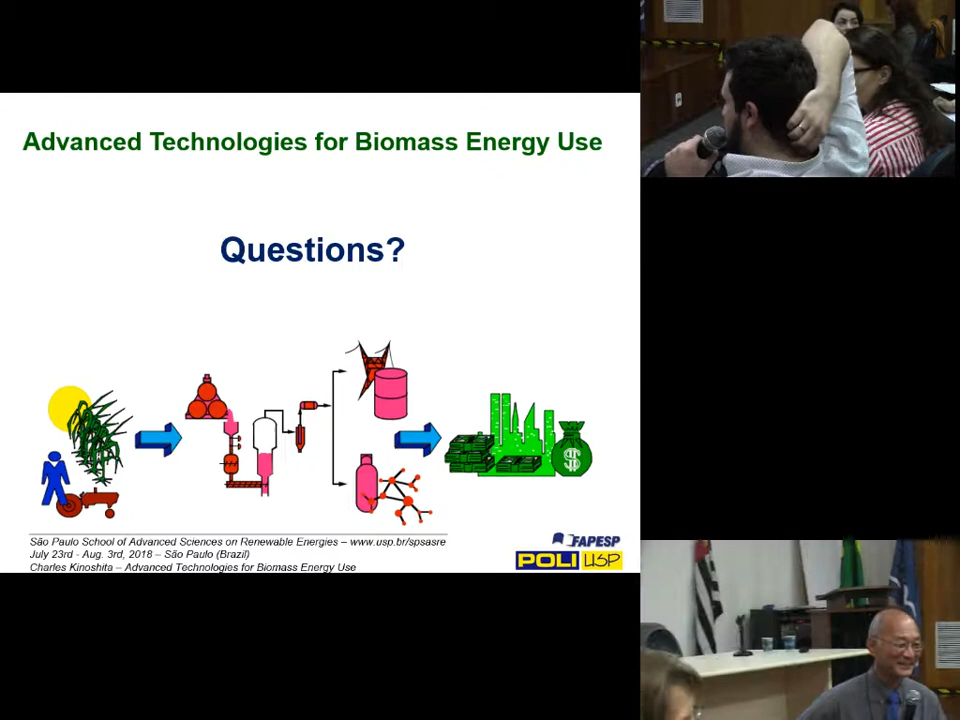 Advanced Technologies for Biomass Energy Use
Questions?
$
São Paulo School of Advanced Sciences on Renewable Energies – www.usp.br/spsasre
July 23rd - Aug. 3rd, 2018 – São Paulo (Brazil)
Charles Kinoshita – Advanced Technologies for Biomass Energy Use
FAPESP
POLI USP